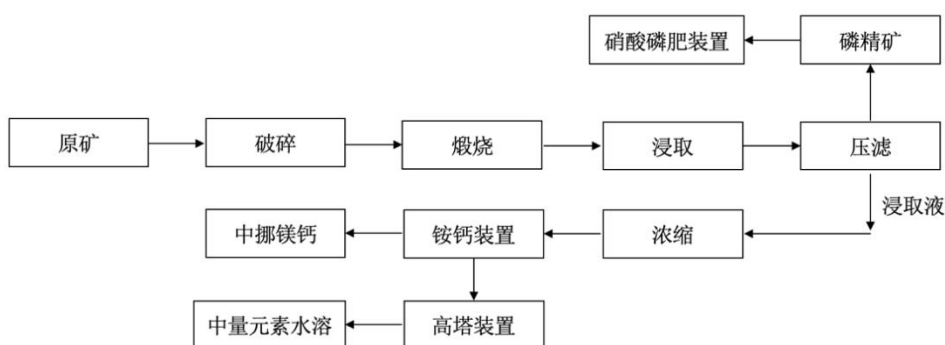 硝酸磷肥装置
磷精矿
原矿
破碎
煅烧
浸取
压滤
浸取液
中挪镁钙
铵钙装置
浓缩
中量元素水溶
高塔装置